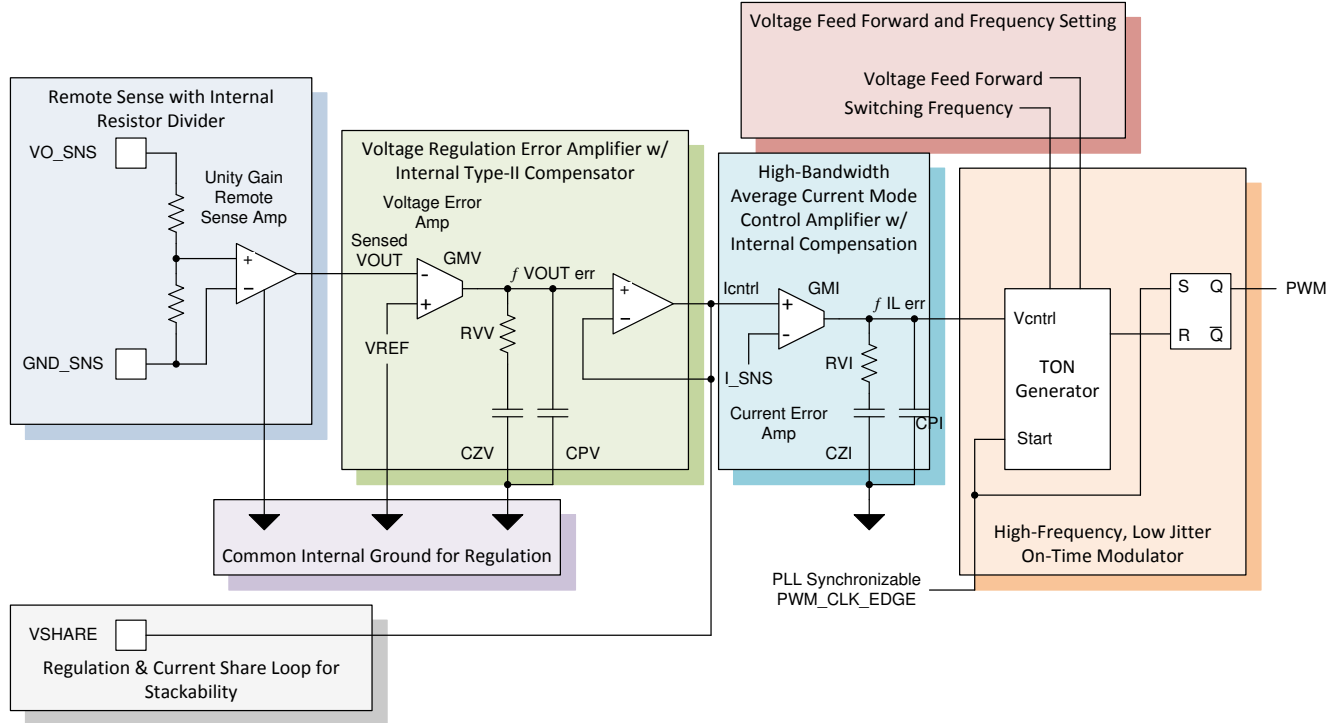 Voltage Feed Forward and Frequency Setting
Voltage Feed Forward
Switching Frequency
Remote Sense with Internal
Resistor Divider
VO_SNS
Unity Gain
Remote
Sense Amp
+
−
GND_SNS
Voltage Regulation Error Amplifier w/
Internal Type-II Compensator
Voltage Error
Amp
Sensed
VOUT
GMV
-
+
VREF
ƒ VOUT err
RVV
CZV
CPV
+
−
High-Bandwidth
Average Current Mode
Control Amplifier w/
Internal Compensation
Icntrl
GMI
+
-
I_SNS
ƒ IL err
RVI
Current Error
Amp
CZI
CPI
Vcntrl
TON
Generator
Start
S
Q
R
Q̅
PWM
High-Frequency, Low Jitter
On-Time Modulator
PLL Synchronizable
PWM_CLK_EDGE
Common Internal Ground for Regulation
VSHARE
Regulation & Current Share Loop for
Stackability